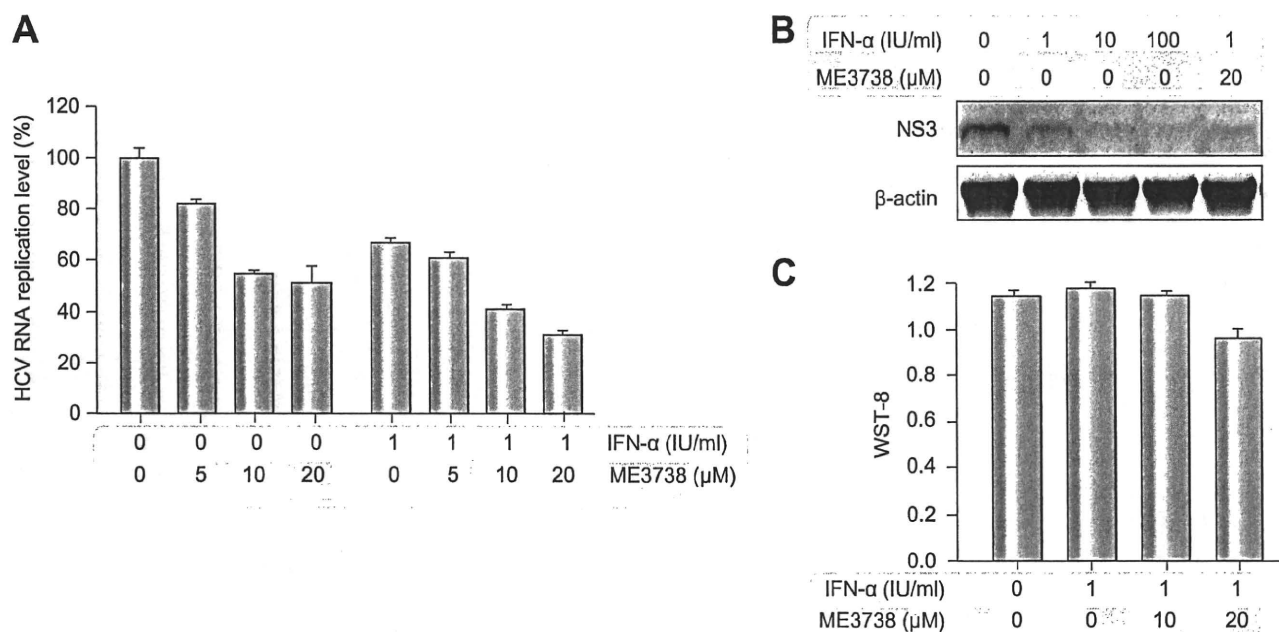 A
HCV RNA replication level (%)
120
100
80
60
40
20
0
0 0 0 0 1 1 1 1 IFN-α (IU/ml)
0 5 10 20 0 5 10 20 ME3738 (μM)
B
IFN-α (IU/ml) 0 1 10 100 1
ME3738 (μM) 0 0 0 0 20
NS3
β-actin
C
WST-8
1.2
1.0
0.8
0.6
0.4
0.2
0.0
IFN-α (IU/ml) 0 1 1 1
ME3738 (μM) 0 0 10 20